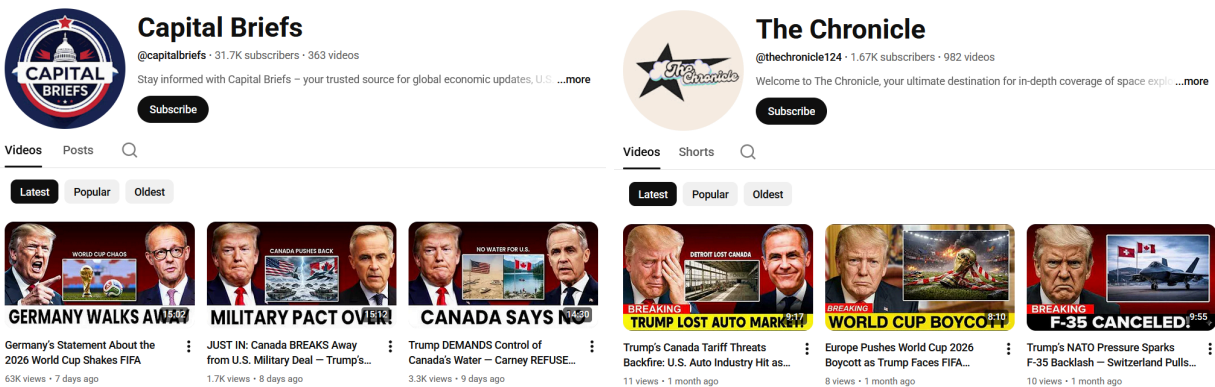 CAPITAL
BRIEFS
Capital Briefs
@capitalbriefs · 31.7K subscribers · 363 videos
Stay informed with Capital Briefs – your trusted source for global economic updates, U.S. ...more
Subscribe
Videos Posts
Latest Popular Oldest
WORLD CUP CHAOS
GERMANY WALKS AWAY
15:02
Germany's Statement About the
2026 World Cup Shakes FIFA
63K views · 7 days ago
CANADA PUSHES BACK
MILITARY PACT OVER!
15:12
JUST IN: Canada BREAKS Away
from U.S. Military Deal — Trump's...
1.7K views · 8 days ago
NO WATER FOR U.S.
CANADA SAYS NO
14:30
Trump DEMANDS Control of
Canada's Water — Carney REFUSE...
3.3K views · 9 days ago
The
Chronicle
The Chronicle
@thechronicle124 · 1.67K subscribers · 982 videos
Welcome to The Chronicle, your ultimate destination for in-depth coverage of space explo ...more
Subscribe
Videos Shorts
Latest Popular Oldest
DETROIT LOST CANADA
BREAKING
TRUMP LOST AUTO MARKET!
9:17
Trump's Canada Tariff Threats
Backfire: U.S. Auto Industry Hit as...
11 views · 1 month ago
BREAKING
WORLD CUP BOYCOTT
8:10
Europe Pushes World Cup 2026
Boycott as Trump Faces FIFA...
8 views · 1 month ago
BREAKING
F-35 CANCELED!
9:55
Trump's NATO Pressure Sparks
F-35 Backlash — Switzerland Pulls...
10 views · 1 month ago